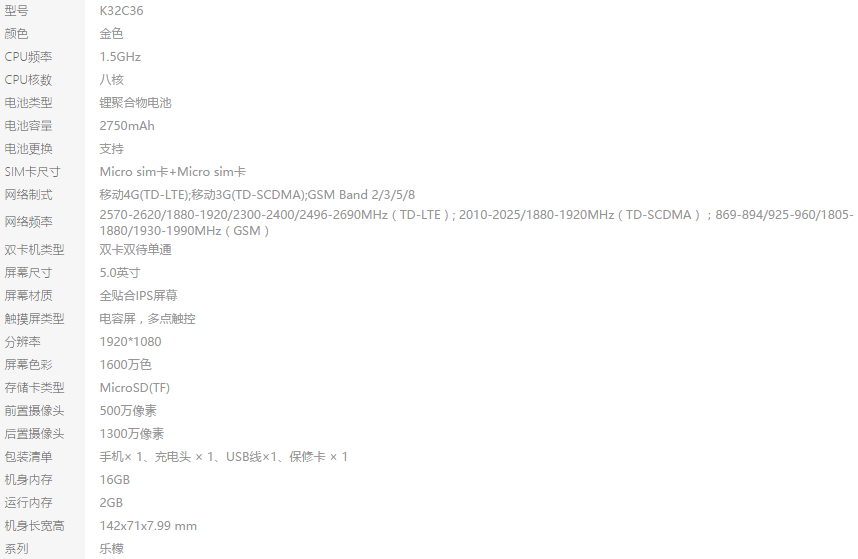 型号 K32C36
颜色 金色
CPU频率 1.5GHz
CPU核数 八核
电池类型 锂聚合物电池
电池容量 2750mAh
电池更换 支持
SIM卡尺寸 Micro sim卡+Micro sim卡
网络制式 移动4G(TD-LTE);移动3G(TD-SCDMA);GSM Band 2/3/5/8
网络频率 2570-2620/1880-1920/2300-2400/2496-2690MHz（TD-LTE）; 2010-2025/1880-1920MHz（TD-SCDMA）；869-894/925-960/1805-
1880/1930-1990MHz（GSM）
双卡机类型 双卡双待单通
屏幕尺寸 5.0英寸
屏幕材质 全贴合IPS屏幕
触摸屏类型 电容屏，多点触控
分辨率 1920*1080
屏幕色彩 1600万色
存储卡类型 MicroSD(TF)
前置摄像头 500万像素
后置摄像头 1300万像素
包装清单 手机× 1、充电头 × 1、USB线×1、保修卡 × 1
机身内存 16GB
运行内存 2GB
机身长宽高 142x71x7.99 mm
系列 乐檬